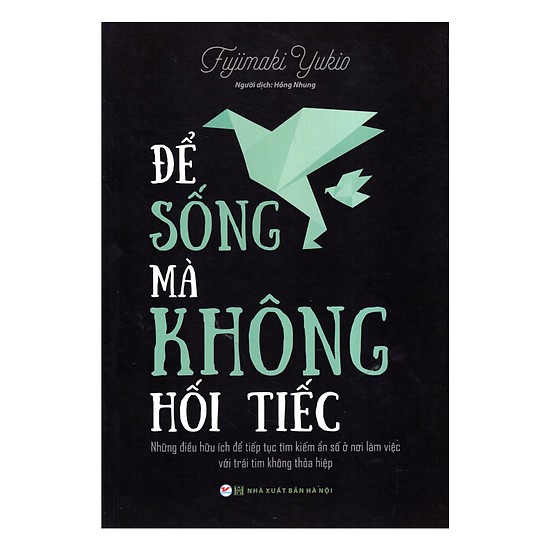 Fujimaki Yukio
Người dịch: Hồng Nhung
ĐỂ
SỐNG
MÀ
KHÔNG
HỐI TIẾC
Những điều hữu ích để tiếp tục tìm kiếm ẩn số ở nơi làm việc
với trái tim không thỏa hiệp
NHÀ XUẤT BẢN HÀ NỘI